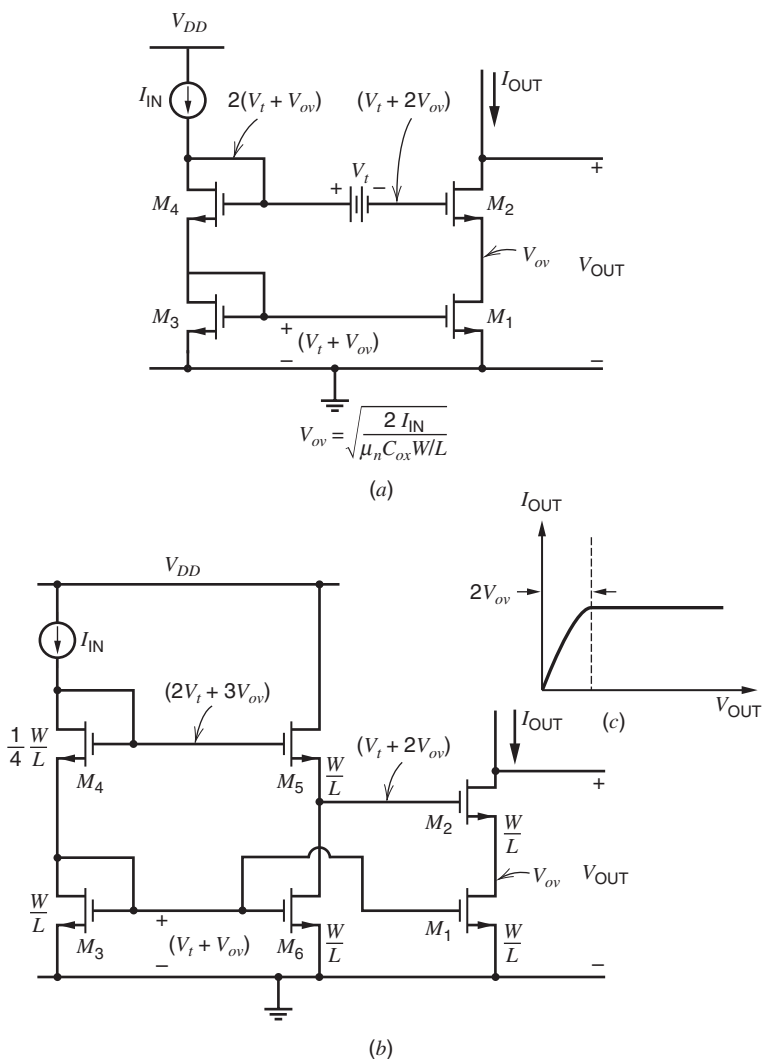 V_DD
I_IN
2(V_t + V_ov)
(V_t + 2V_ov)
I_OUT
+
V_t
+ −
M_4
M_2
V_ov
V_OUT
M_3
M_1
+
(V_t + V_ov)
−
−
V_ov = √(2 I_IN / μ_n C_ox W/L)
(a)
I_OUT
2V_ov
V_OUT
(c)
V_DD
I_IN
(2V_t + 3V_ov)
1/4 W/L
M_4
M_5
W/L
(V_t + 2V_ov)
I_OUT
+
M_2
W/L
V_ov
V_OUT
W/L
M_3
+
(V_t + V_ov)
−
M_6
W/L
M_1
W/L
−
(b)